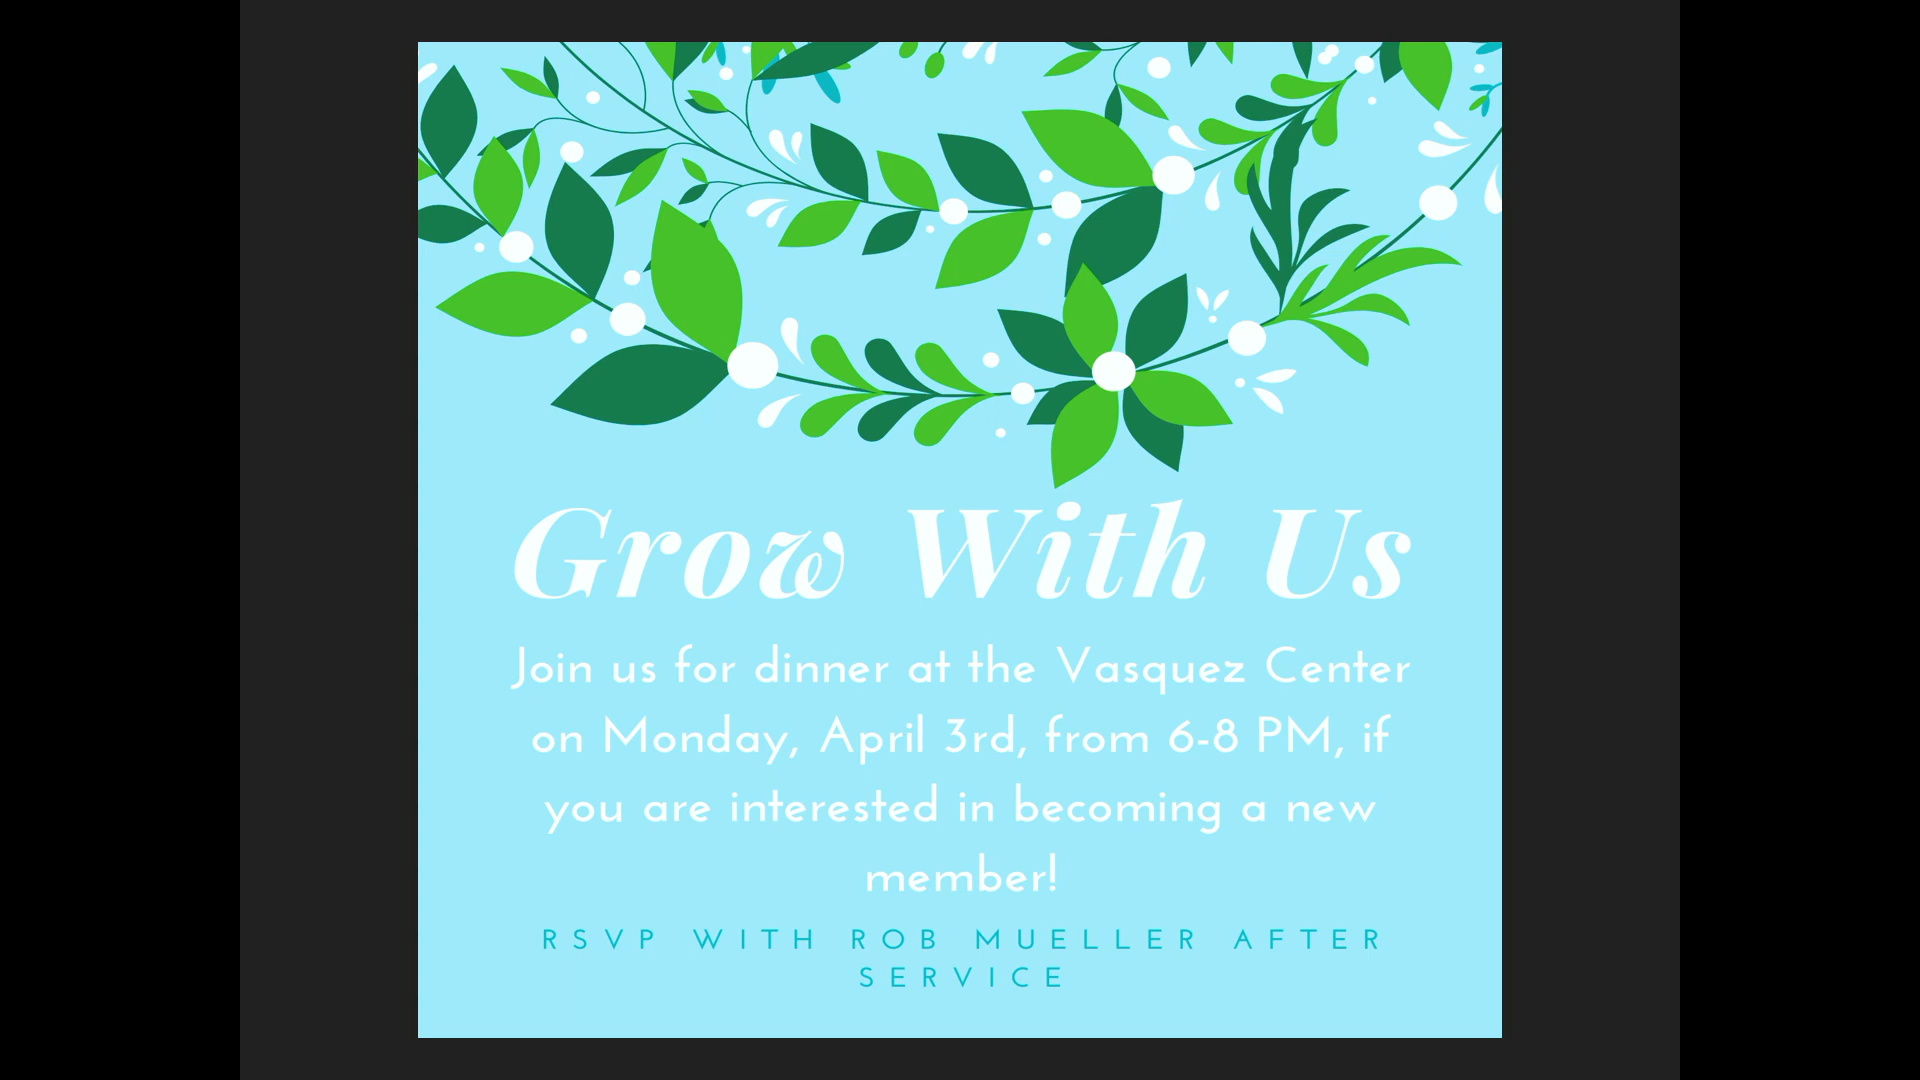 Grow With Us
Join us for dinner at the Vasquez Center
on Monday, April 3rd, from 6-8 PM, if
you are interested in becoming a new
member!
RSVP WITH ROB MUELLER AFTER
SERVICE